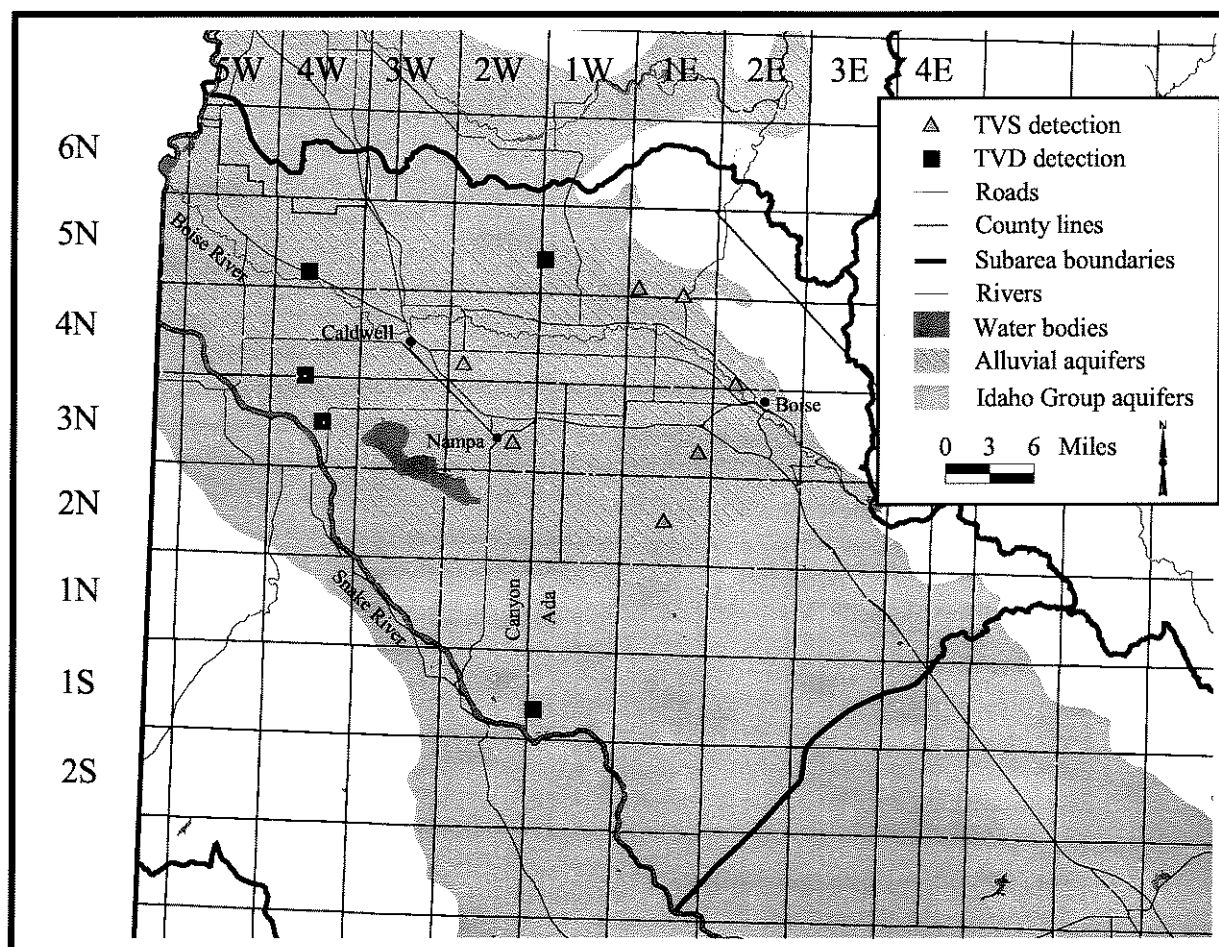 5W 4W 3W 2W 1W 1E 2E 3E 4E
6N
5N
4N
3N
2N
1N
1S
2S
Boise River
Caldwell
Nampa
Boise
Snake River
Canyon
Ada
TVS detection
TVD detection
Roads
County lines
Subarea boundaries
Rivers
Water bodies
Alluvial aquifers
Idaho Group aquifers
0 3 6 Miles
N